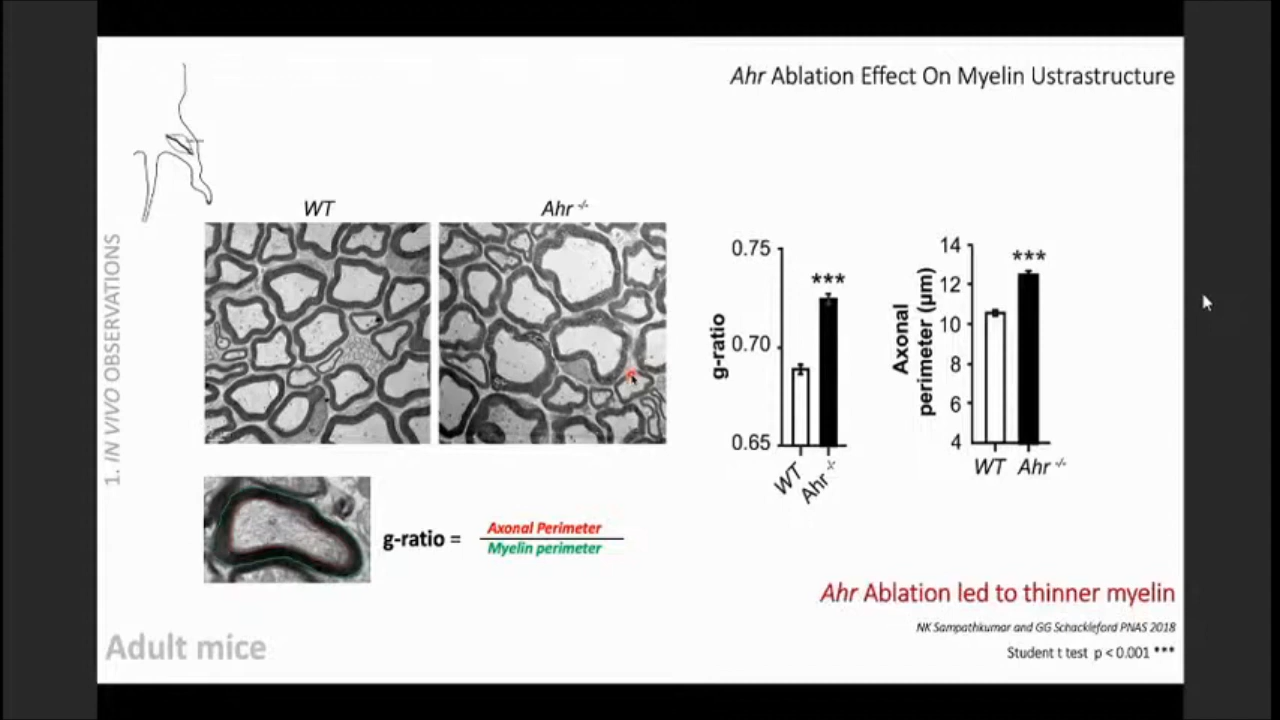 Ahr Ablation Effect On Myelin Ustrastructure
1. IN VIVO OBSERVATIONS
WT
Ahr -/-
0.75
0.70
0.65
g-ratio
***
WT
Ahr -/-
14
12
10
8
6
4
Axonal
perimeter (µm)
***
WT
Ahr -/-
g-ratio =
Axonal Perimeter
Myelin perimeter
Ahr Ablation led to thinner myelin
NK Sampathkumar and GG Schackleford PNAS 2018
Student t test p < 0.001 ***
Adult mice